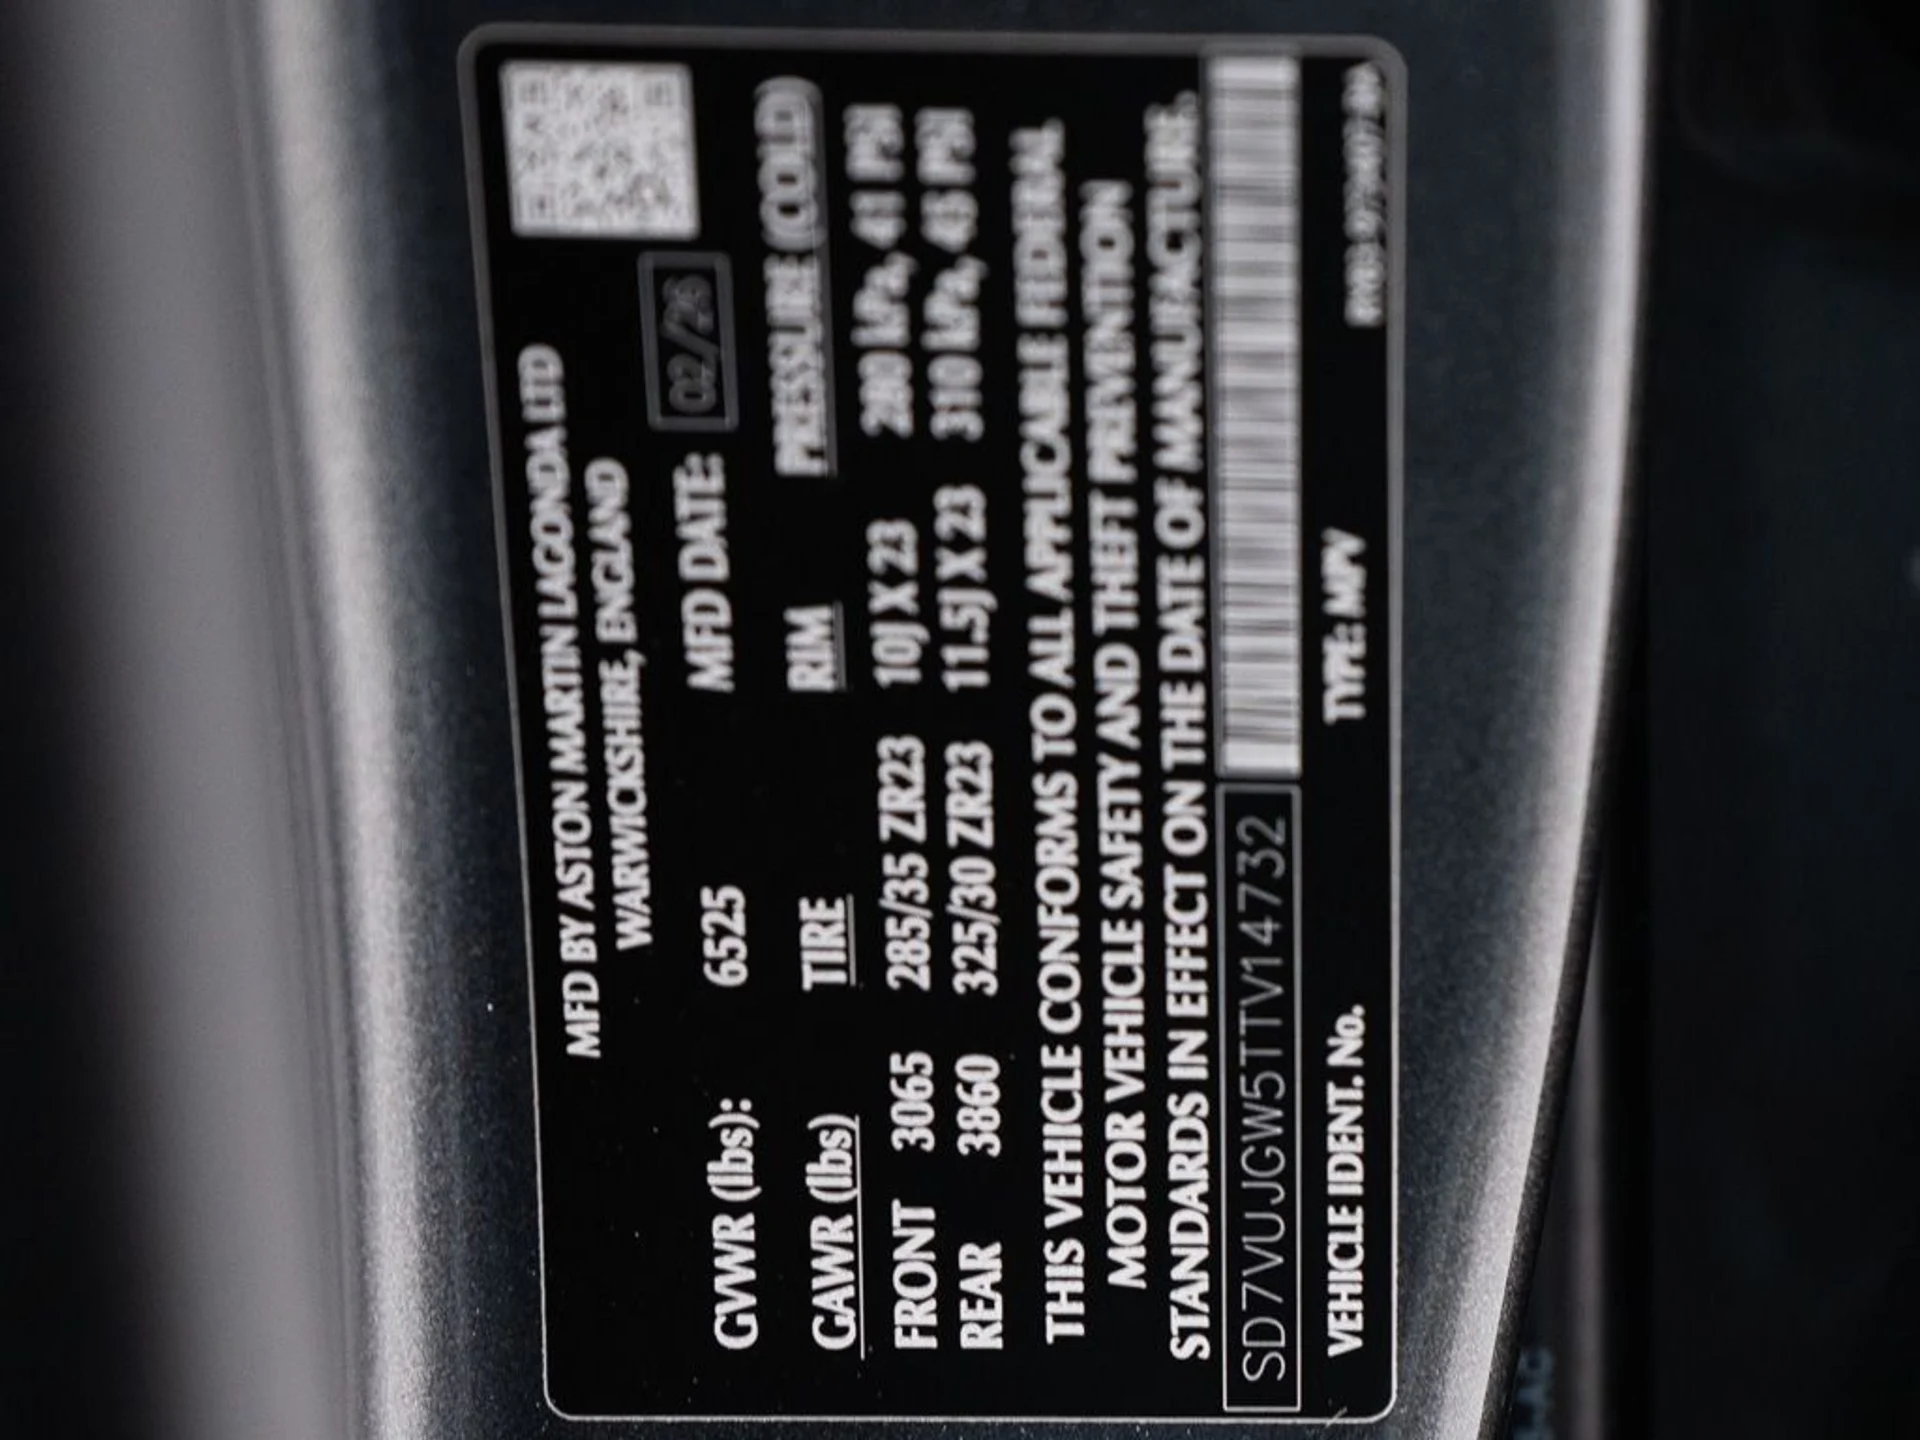 MFD BY ASTON MARTIN LAGONDA LTD
WARWICKSHIRE, ENGLAND
GVWR (lbs): 6525 MFD DATE: 02/26
GAWR (lbs) TIRE RIM PRESSURE (COLD)
FRONT 3065 285/35 ZR23 10J X 23 280 kPa, 41 PSI
REAR 3860 325/30 ZR23 11.5J X 23 310 kPa, 45 PSI
THIS VEHICLE CONFORMS TO ALL APPLICABLE FEDERAL
MOTOR VEHICLE SAFETY AND THEFT PREVENTION
STANDARDS IN EFFECT ON THE DATE OF MANUFACTURE.
SD7VUJGW5TTV14732
VEHICLE IDENT. No. TYPE: MPV